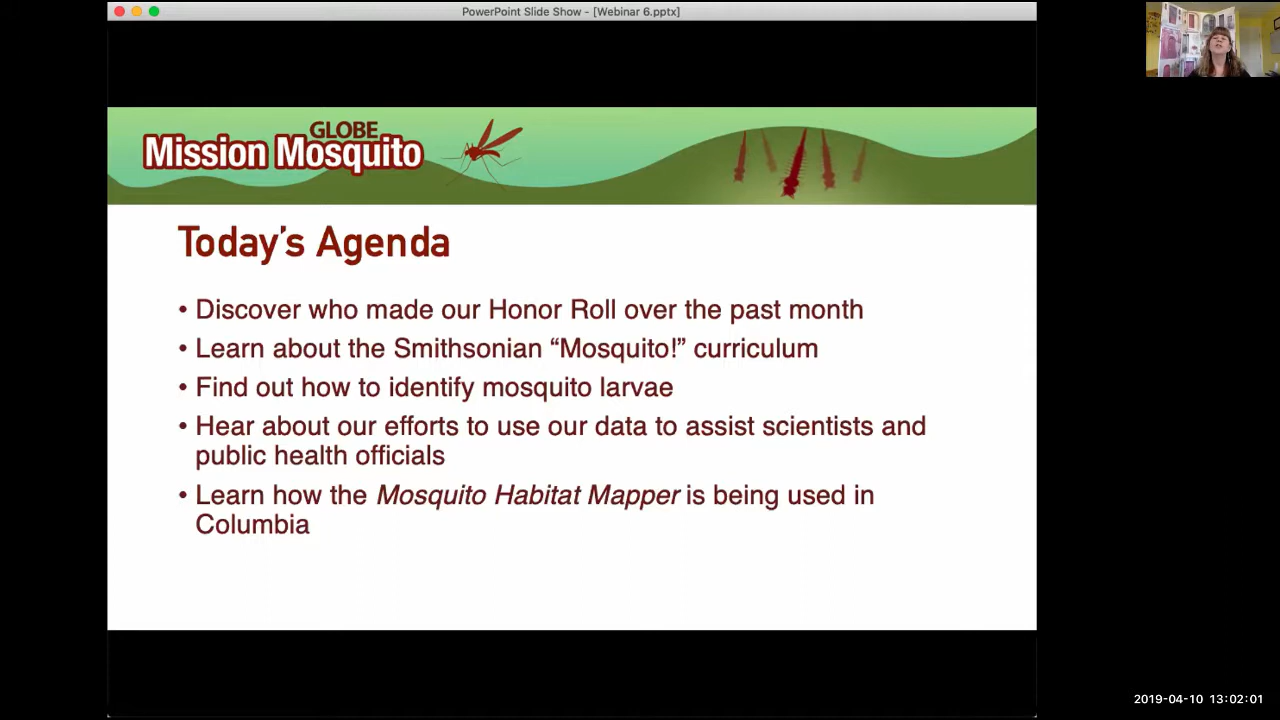 PowerPoint Slide Show - [Webinar 6.pptx]
GLOBE
Mission Mosquito
Today’s Agenda
• Discover who made our Honor Roll over the past month
• Learn about the Smithsonian “Mosquito!” curriculum
• Find out how to identify mosquito larvae
• Hear about our efforts to use our data to assist scientists and
public health officials
• Learn how the Mosquito Habitat Mapper is being used in
Columbia
2019-04-10 13:02:01